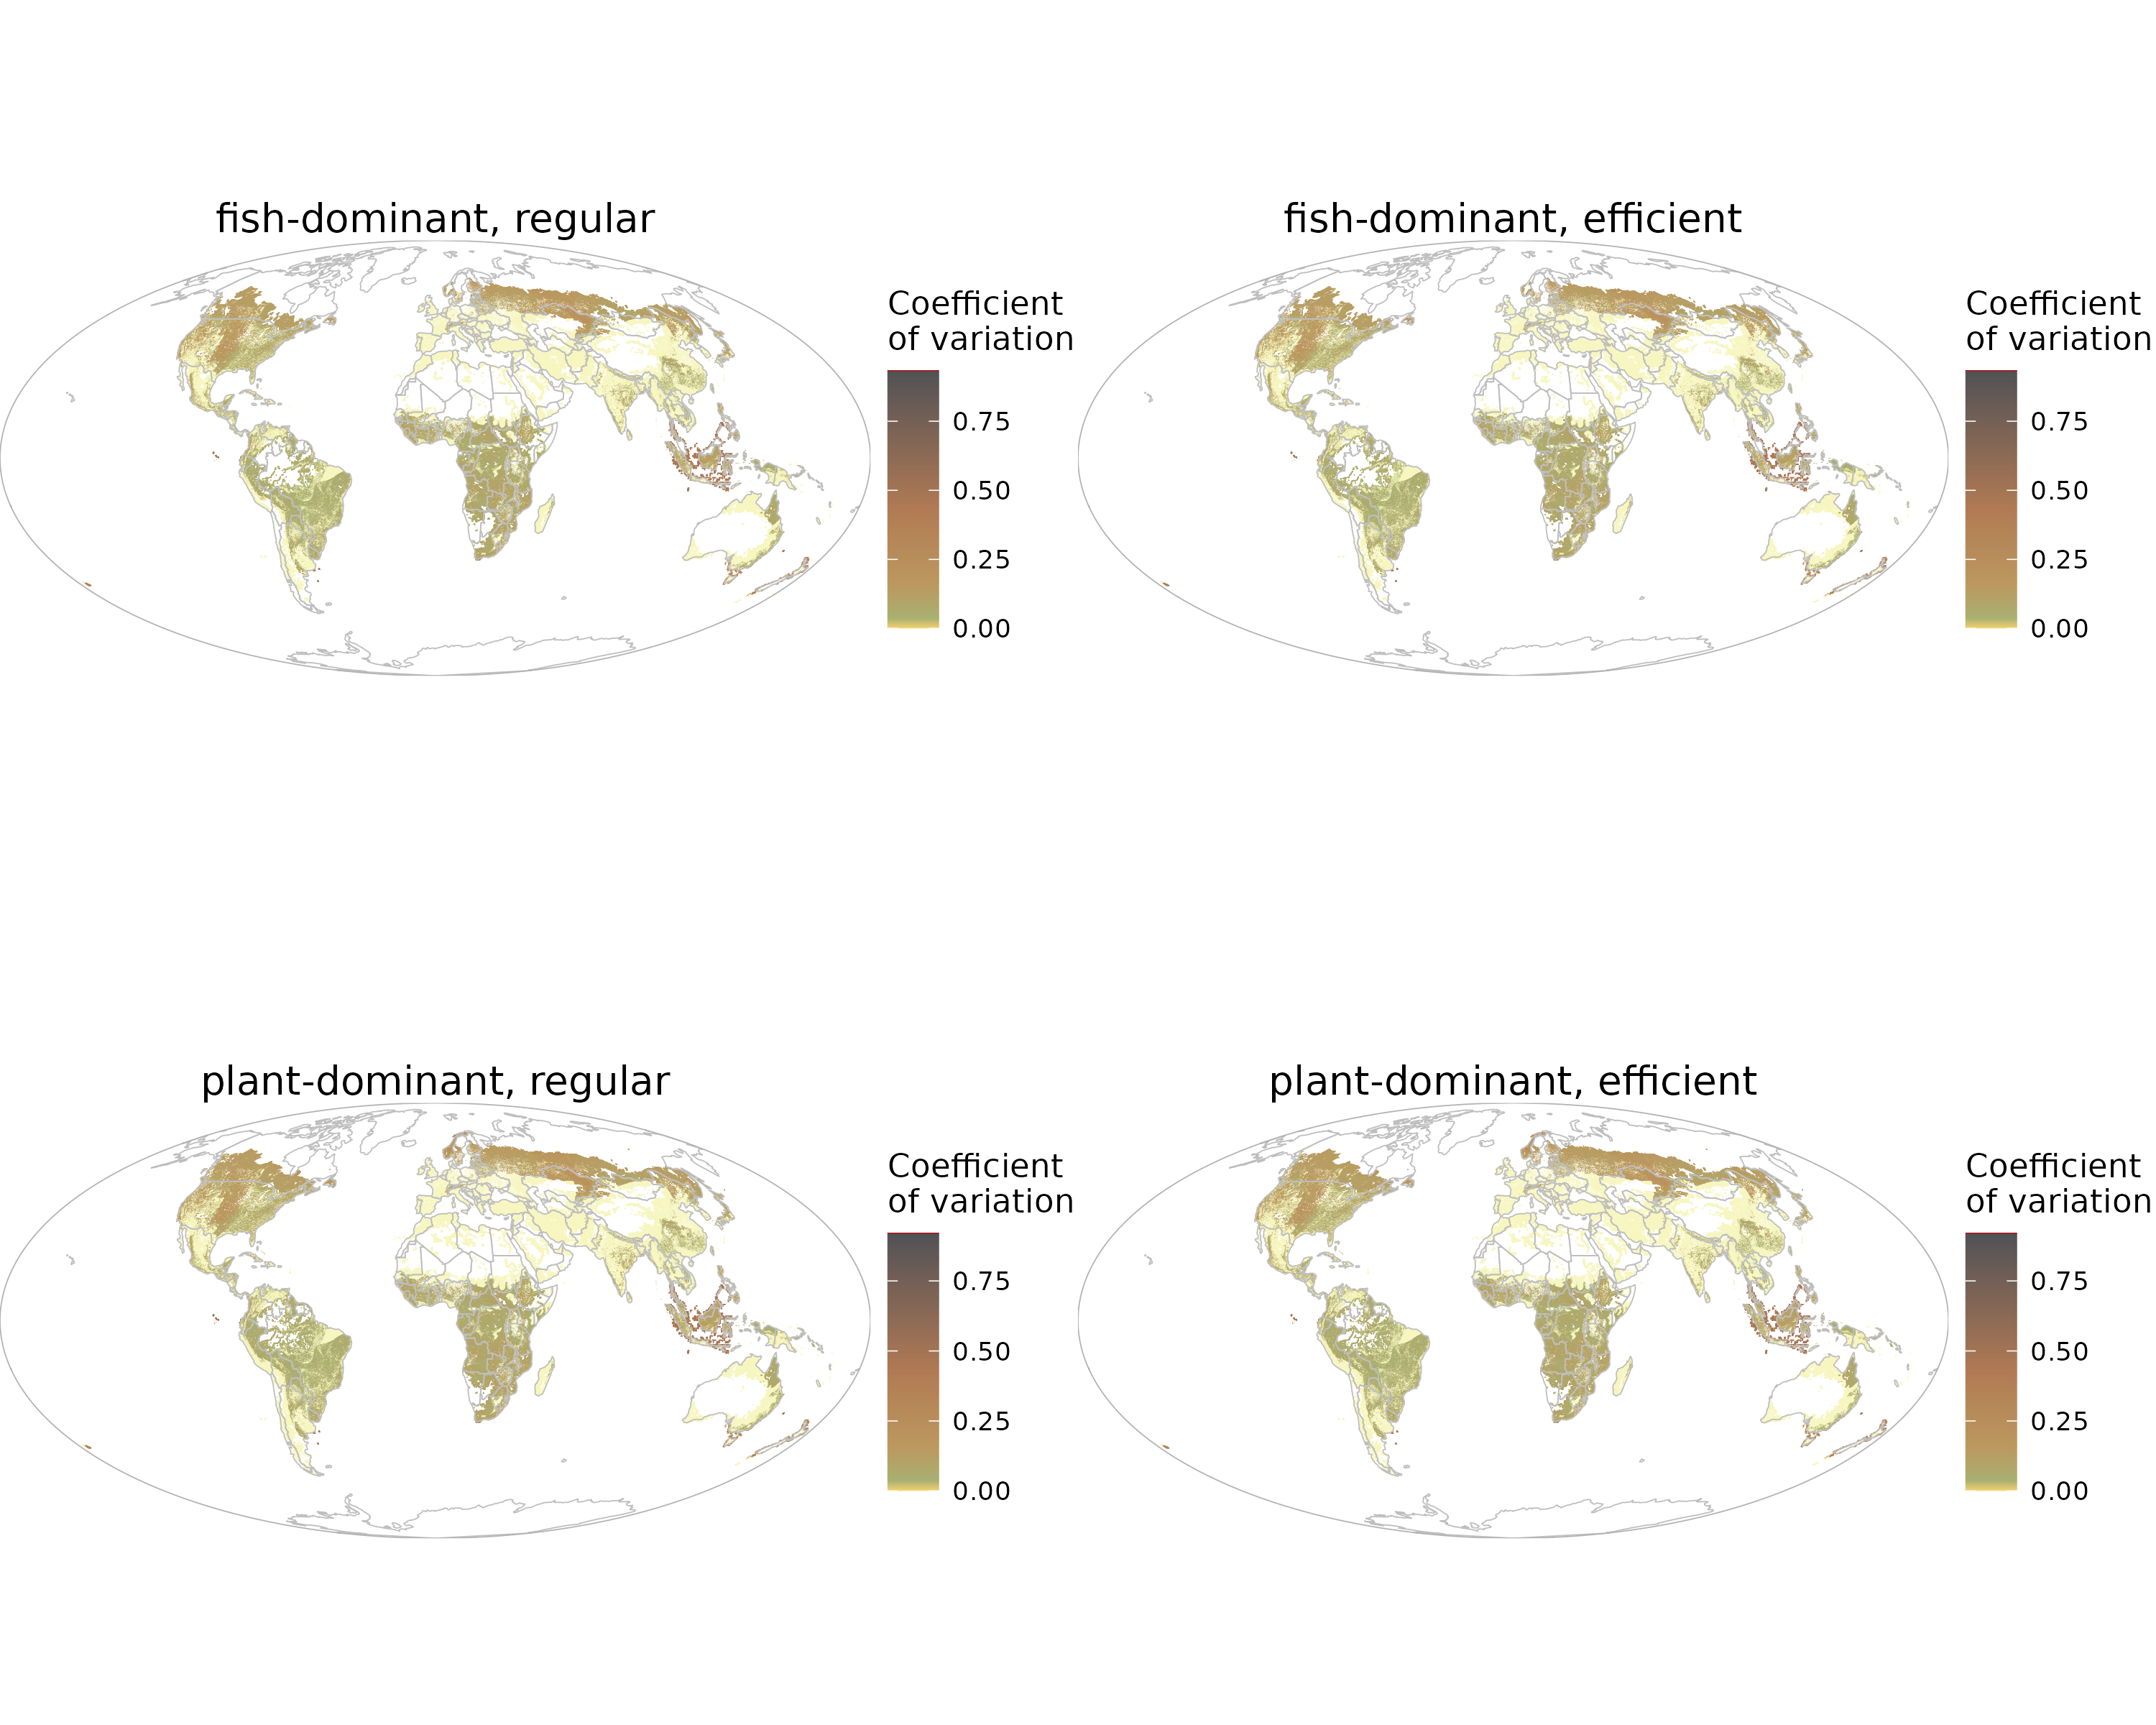 fish-dominant, regular
Coefficient
of variation
0.75
0.50
0.25
0.00
fish-dominant, efficient
Coefficient
of variation
0.75
0.50
0.25
0.00
plant-dominant, regular
Coefficient
of variation
0.75
0.50
0.25
0.00
plant-dominant, efficient
Coefficient
of variation
0.75
0.50
0.25
0.00